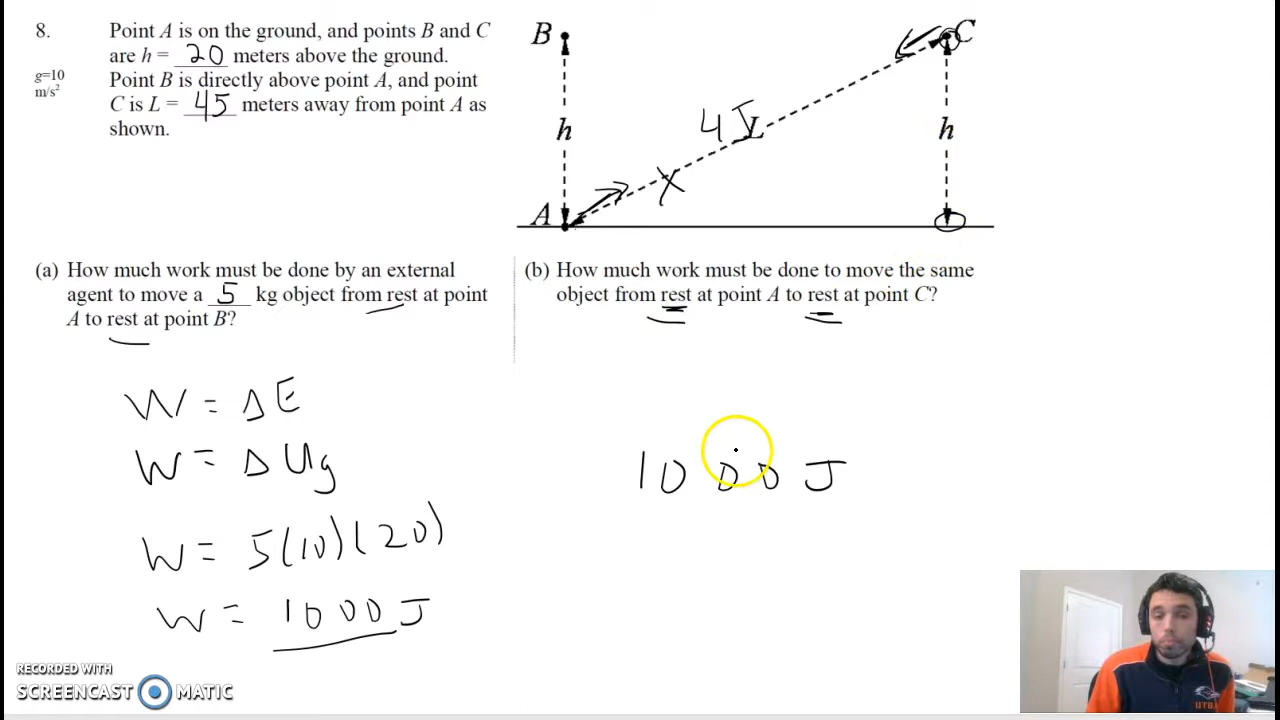 8.
Point A is on the ground, and points B and C
are h = 20 meters above the ground.
g=10
m/s²
Point B is directly above point A, and point
C is L = 45 meters away from point A as
shown.
B
C
h
45
L
h
X
A
(a) How much work must be done by an external
agent to move a 5 kg object from rest at point
A to rest at point B?
(b) How much work must be done to move the same
object from rest at point A to rest at point C?
W = ΔE
W = ΔUg
W = 5(10)(20)
W = 1000J
1000 J
RECORDED WITH
SCREENCAST MATIC